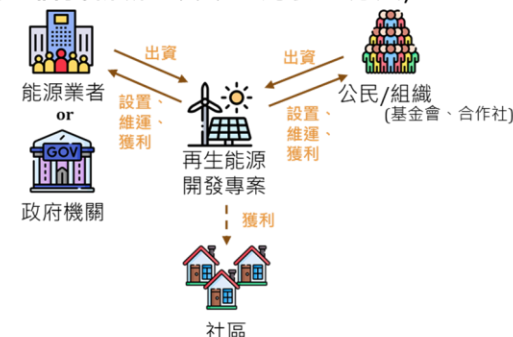 出資
能源業者
or
GOV
政府機關
設置、
維運、
獲利
再生能源
開發專案
出資
設置、
維運、
獲利
公民/組織
(基金會、合作社)
獲利
社區